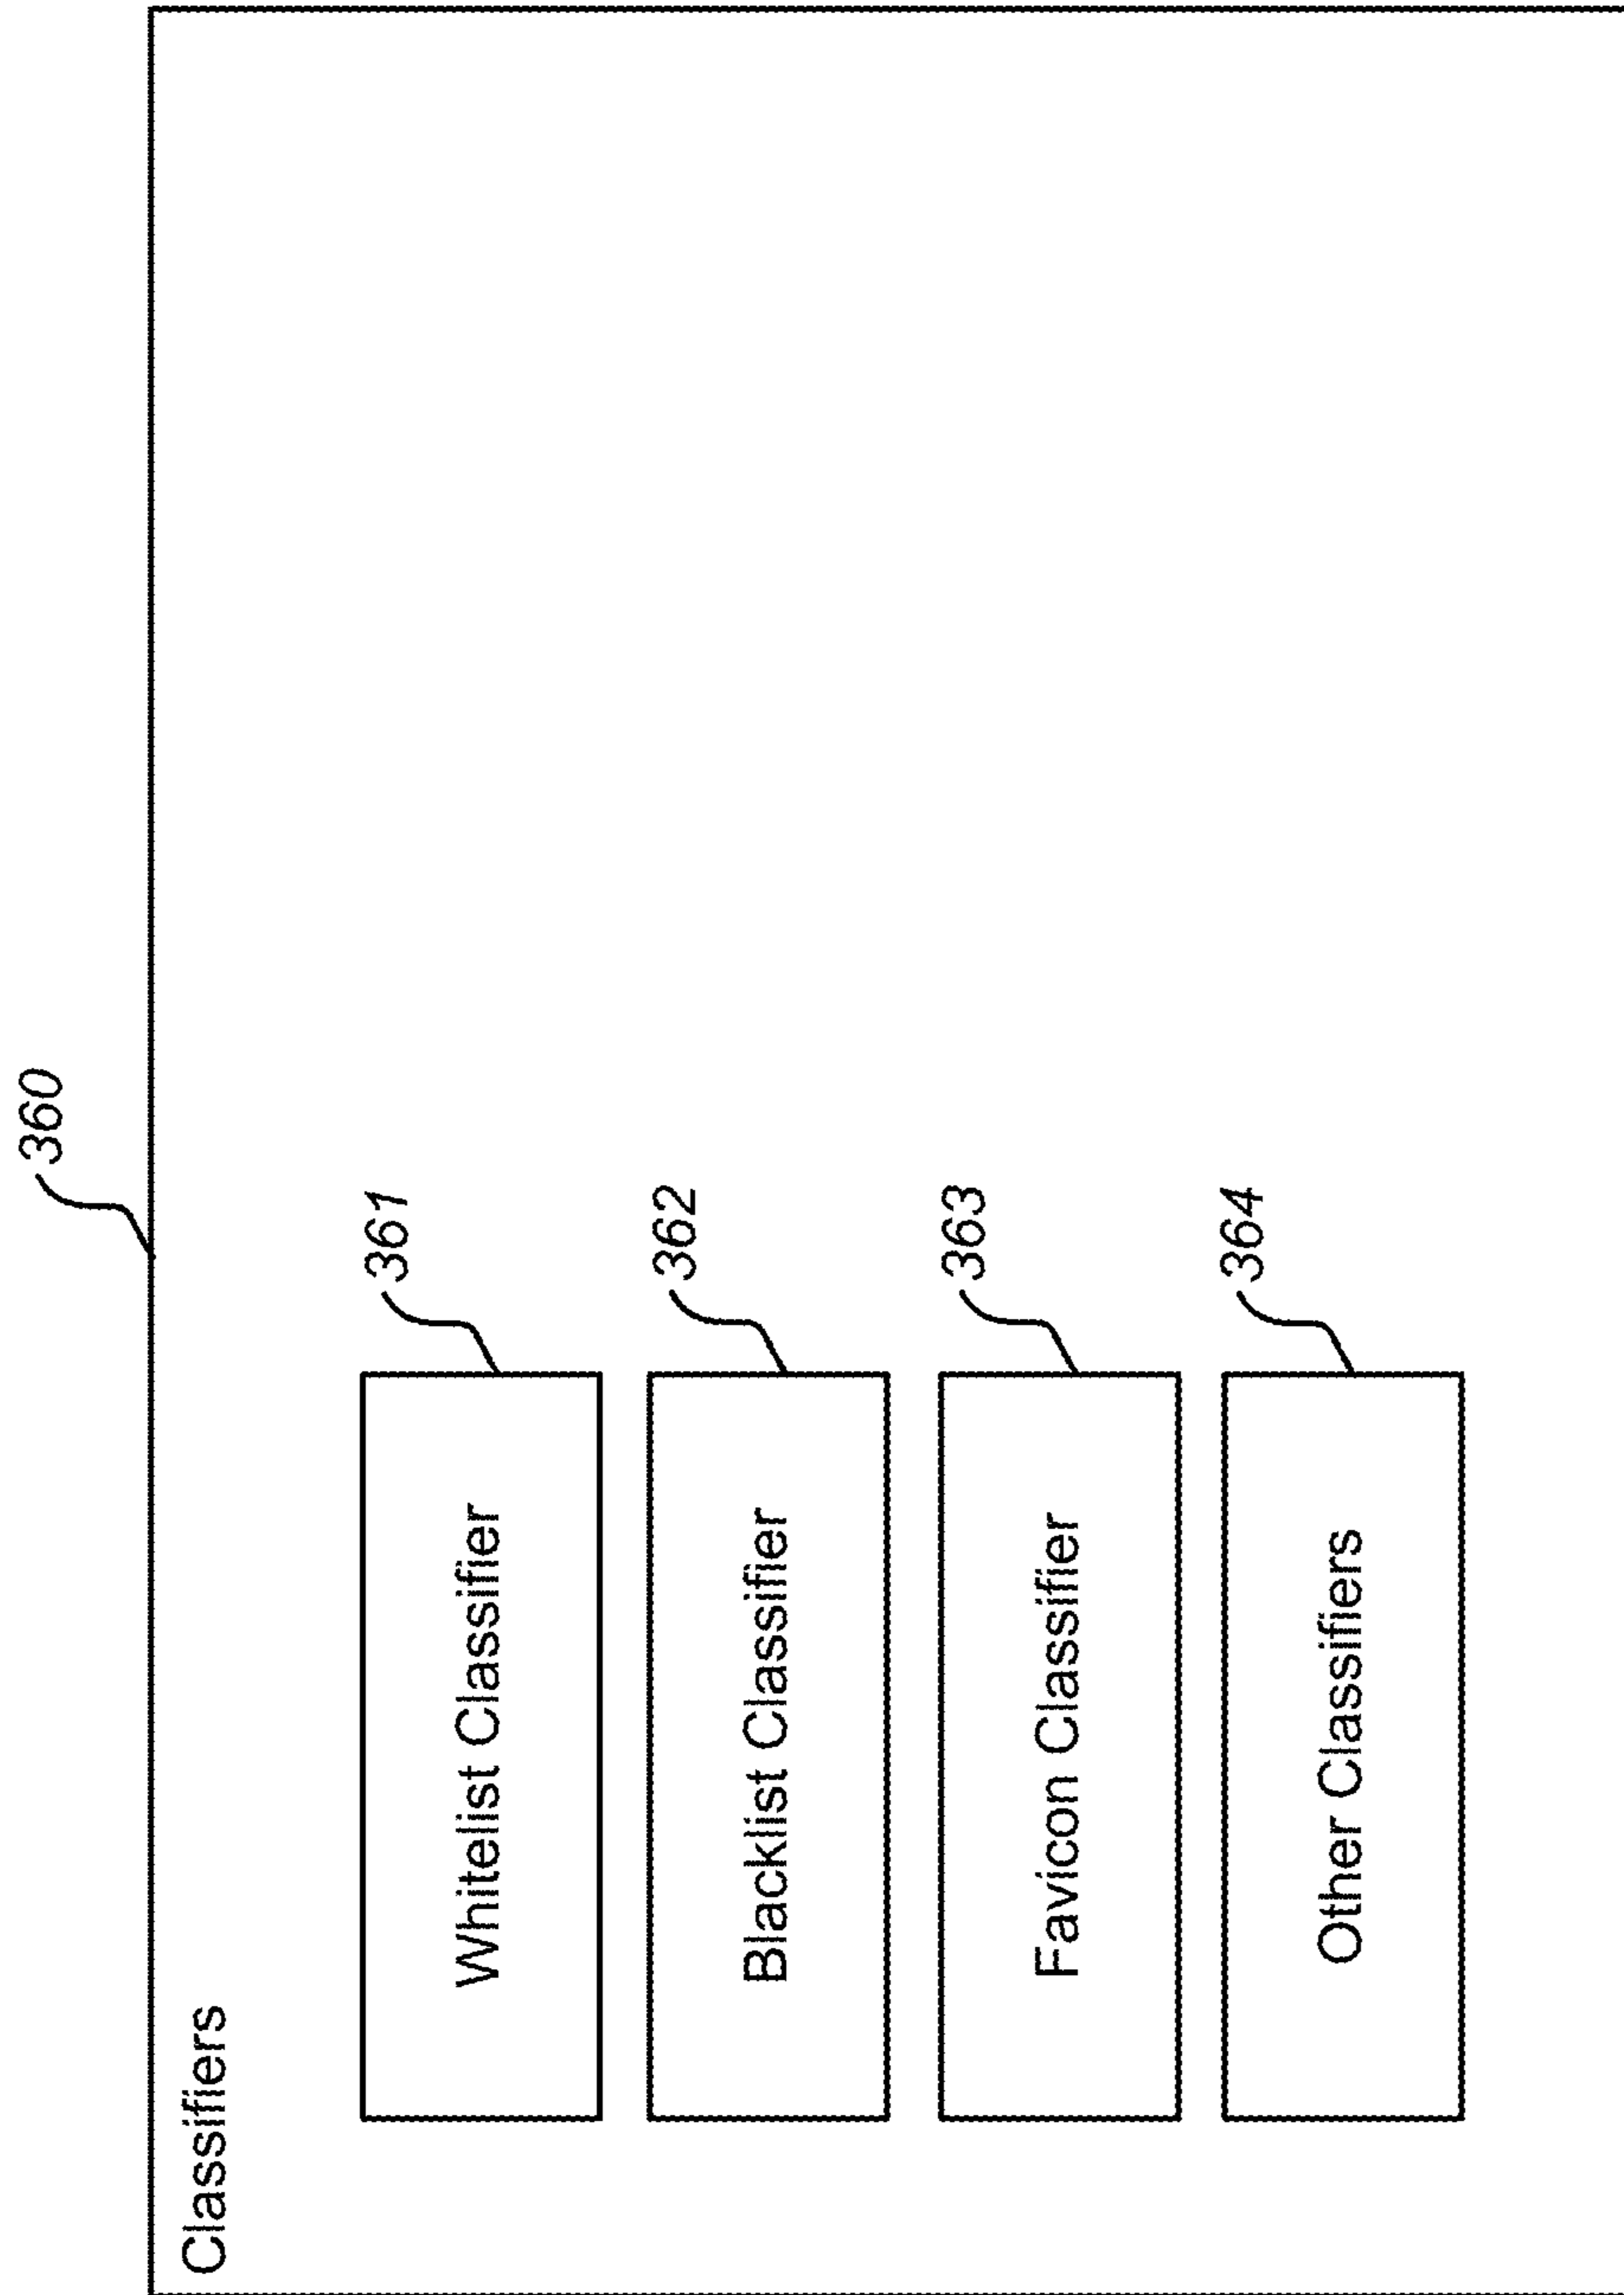 360
Classifiers
361
Whitelist Classifier
362
Blacklist Classifier
363
Favicon Classifier
364
Other Classifiers